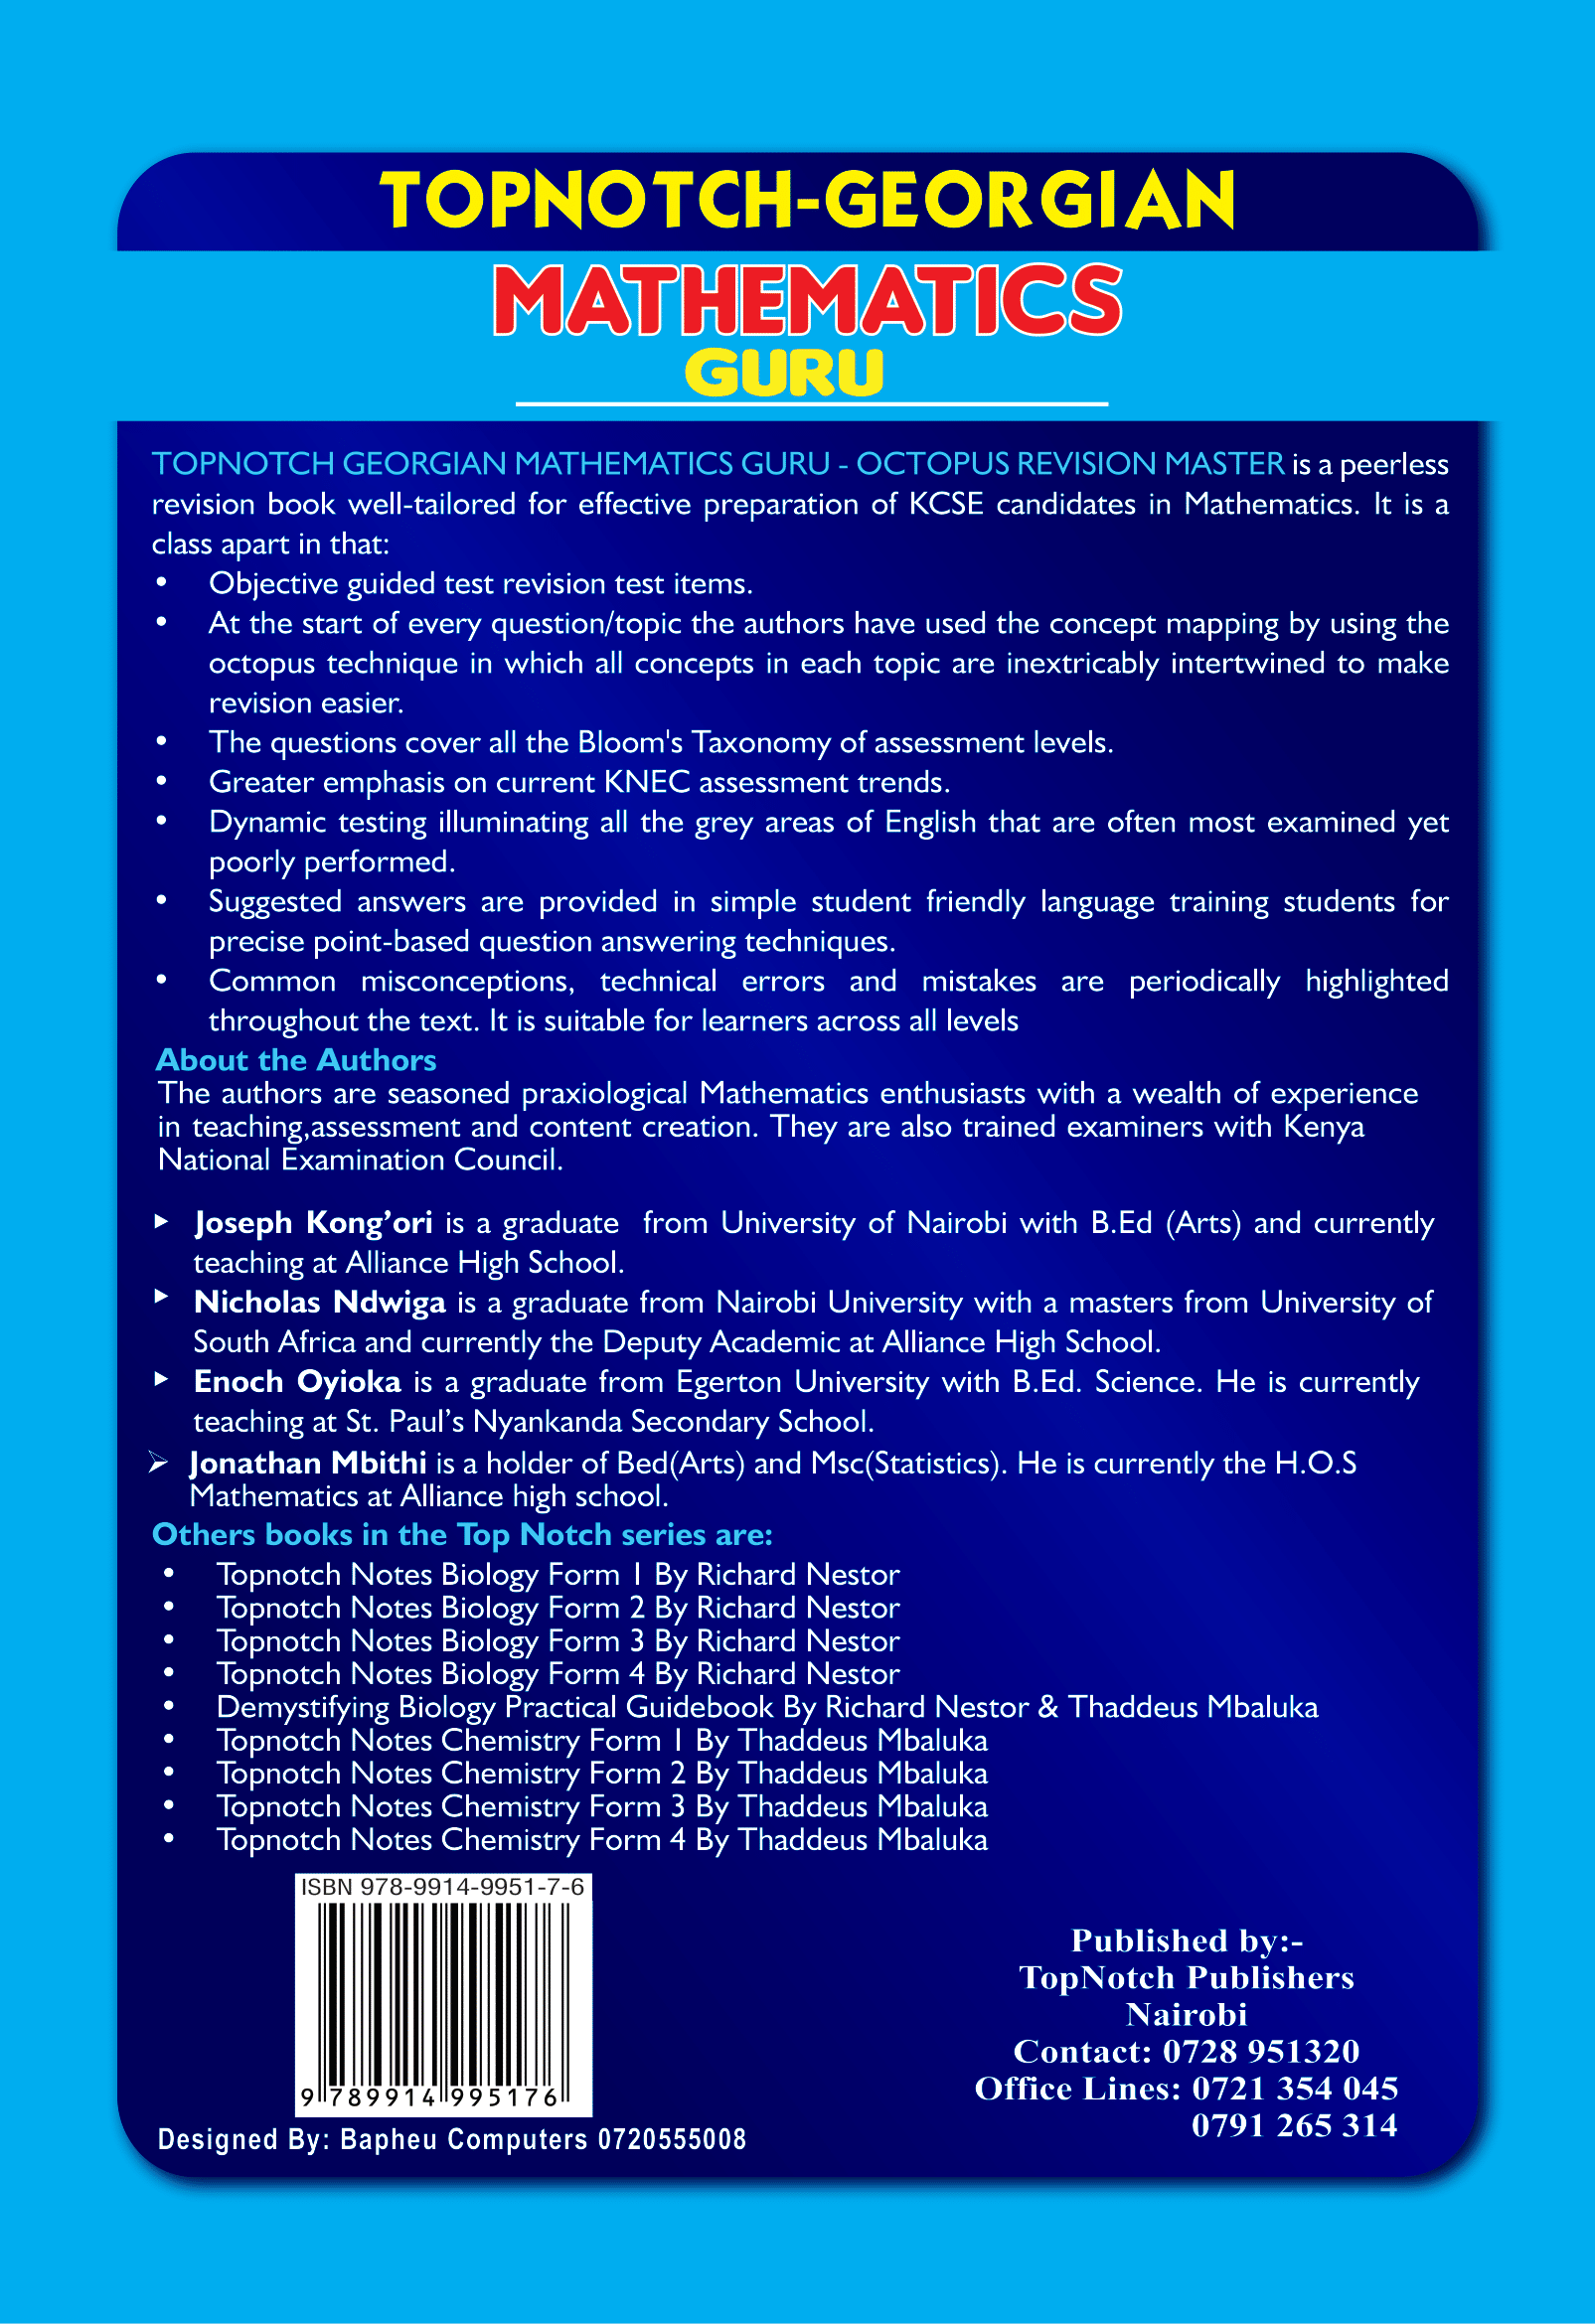 TOPNOTCH-GEORGIAN
MATHEMATICS
GURU
TOPNOTCH GEORGIAN MATHEMATICS GURU - OCTOPUS REVISION MASTER is a peerless
revision book well-tailored for effective preparation of KCSE candidates in Mathematics. It is a
class apart in that:
• Objective guided test revision test items.
• At the start of every question/topic the authors have used the concept mapping by using the
octopus technique in which all concepts in each topic are inextricably intertwined to make
revision easier.
• The questions cover all the Bloom's Taxonomy of assessment levels.
• Greater emphasis on current KNEC assessment trends.
• Dynamic testing illuminating all the grey areas of English that are often most examined yet
poorly performed.
• Suggested answers are provided in simple student friendly language training students for
precise point-based question answering techniques.
• Common misconceptions, technical errors and mistakes are periodically highlighted
throughout the text. It is suitable for learners across all levels
About the Authors
The authors are seasoned praxiological Mathematics enthusiasts with a wealth of experience
in teaching,assessment and content creation. They are also trained examiners with Kenya
National Examination Council.
‣ Joseph Kong’ori is a graduate from University of Nairobi with B.Ed (Arts) and currently
teaching at Alliance High School.
‣ Nicholas Ndwiga is a graduate from Nairobi University with a masters from University of
South Africa and currently the Deputy Academic at Alliance High School.
‣ Enoch Oyioka is a graduate from Egerton University with B.Ed. Science. He is currently
teaching at St. Paul’s Nyankanda Secondary School.
➢ Jonathan Mbithi is a holder of Bed(Arts) and Msc(Statistics). He is currently the H.O.S
Mathematics at Alliance high school.
Others books in the Top Notch series are:
• Topnotch Notes Biology Form 1 By Richard Nestor
• Topnotch Notes Biology Form 2 By Richard Nestor
• Topnotch Notes Biology Form 3 By Richard Nestor
• Topnotch Notes Biology Form 4 By Richard Nestor
• Demystifying Biology Practical Guidebook By Richard Nestor & Thaddeus Mbaluka
• Topnotch Notes Chemistry Form 1 By Thaddeus Mbaluka
• Topnotch Notes Chemistry Form 2 By Thaddeus Mbaluka
• Topnotch Notes Chemistry Form 3 By Thaddeus Mbaluka
• Topnotch Notes Chemistry Form 4 By Thaddeus Mbaluka
ISBN 978-9914-9951-7-6
9 789914 995176
Designed By: Bapheu Computers 0720555008
Published by:-
TopNotch Publishers
Nairobi
Contact: 0728 951320
Office Lines: 0721 354 045
0791 265 314